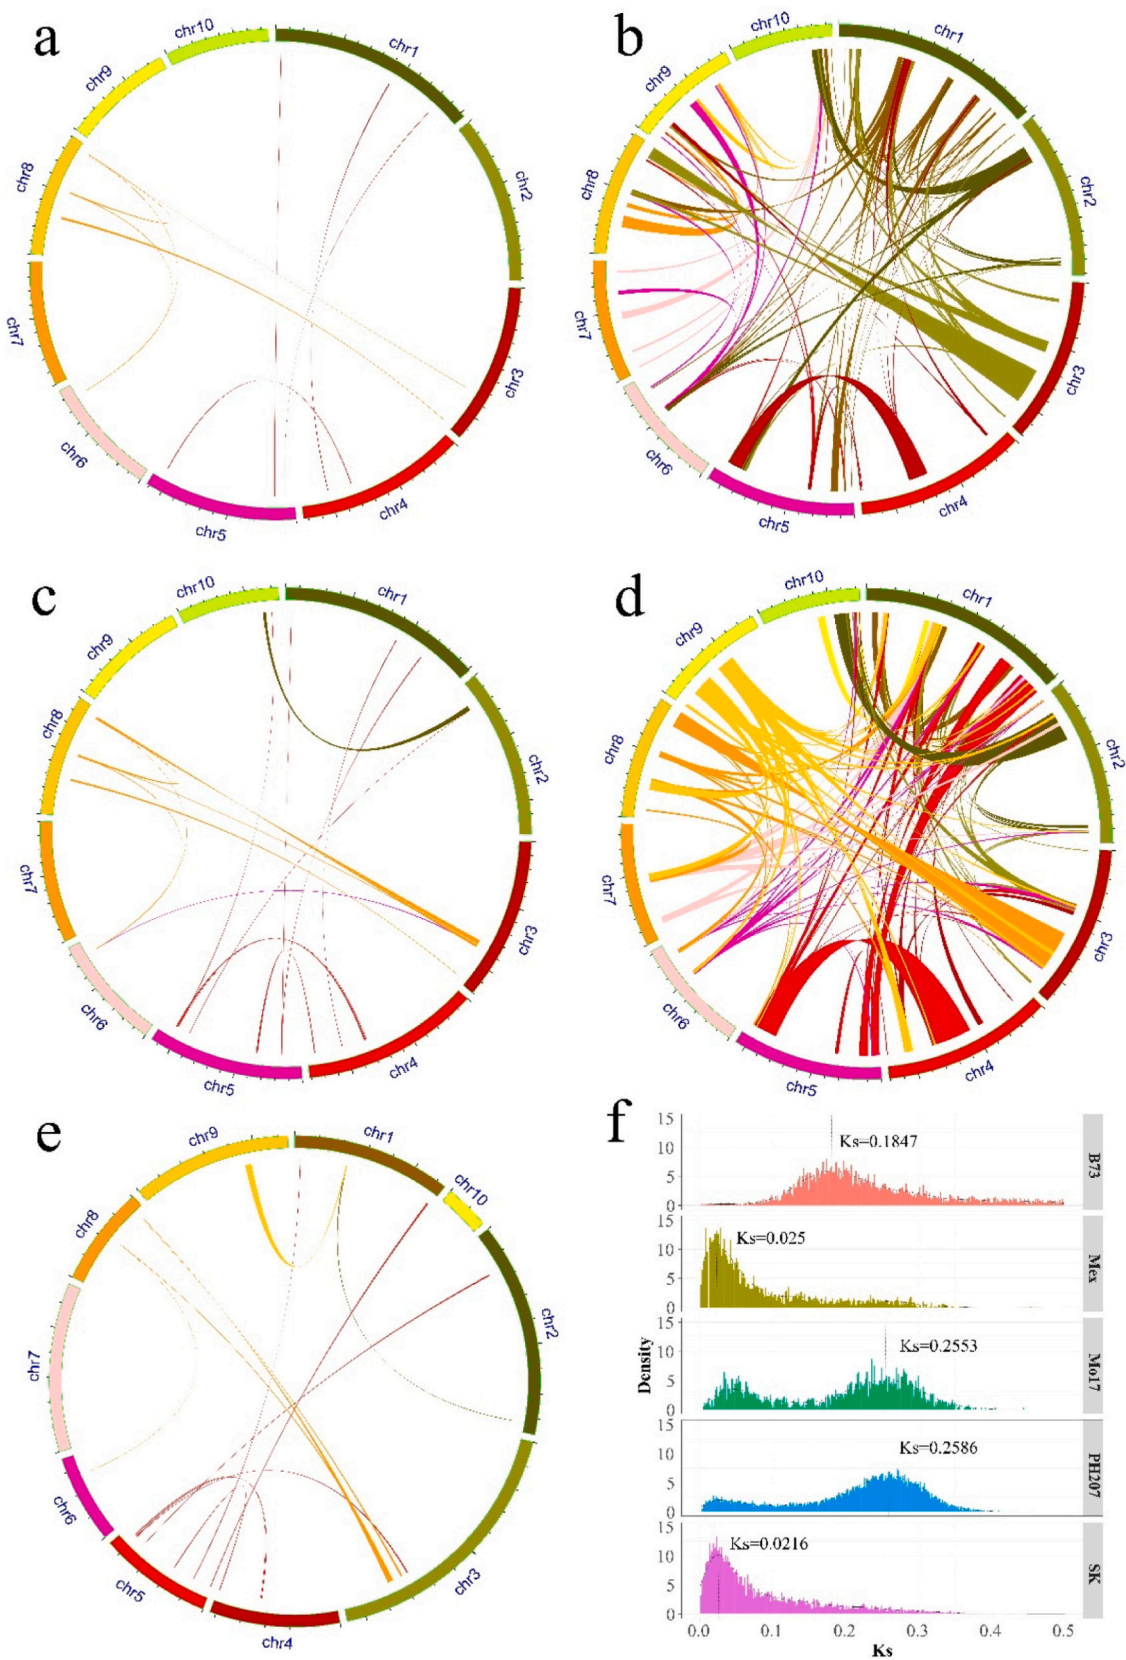 a
chr10
chr1
chr9
chr2
chr8
chr7
chr3
chr6
chr4
chr5
b
chr10
chr1
chr9
chr2
chr8
chr7
chr3
chr6
chr4
chr5
c
chr10
chr1
chr9
chr2
chr8
chr7
chr3
chr6
chr4
chr5
d
chr10
chr1
chr9
chr2
chr8
chr7
chr3
chr6
chr4
chr5
e
chr9
chr1
chr10
chr8
chr2
chr7
chr6
chr3
chr5
chr4
f
15
10
5
0
Ks=0.1847
B73
15
10
5
0
Ks=0.025
Mex
15
10
5
0
Ks=0.2553
Mo17
15
10
5
0
Ks=0.2586
PH207
15
10
5
0
Ks=0.0216
SK
Density
0.0 0.1 0.2 0.3 0.4 0.5
Ks